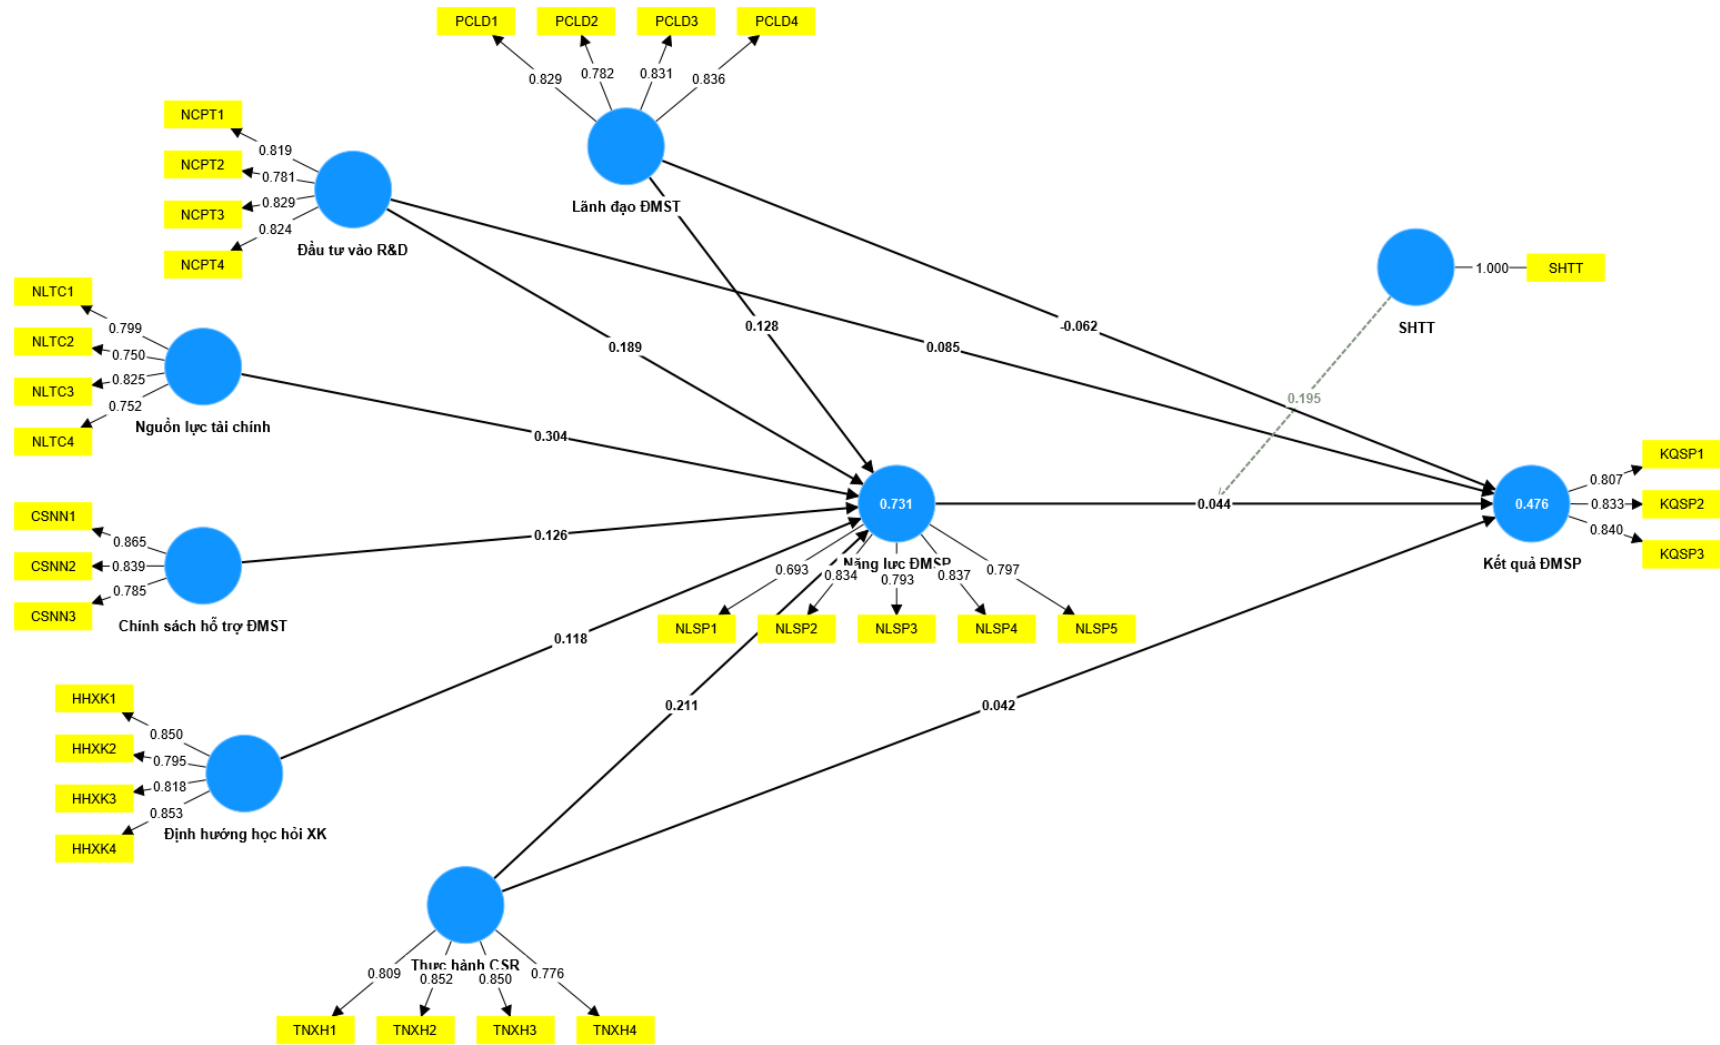 PCLD1
PCLD2
PCLD3
PCLD4
0.829
0.782
0.831
0.836
Lãnh đạo ĐMST
NCPT1
NCPT2
NCPT3
NCPT4
0.819
0.781
0.829
0.824
Đầu tư vào R&D
NLTC1
NLTC2
NLTC3
NLTC4
0.799
0.750
0.825
0.752
Nguồn lực tài chính
CSNN1
CSNN2
CSNN3
0.865
0.839
0.785
Chính sách hỗ trợ ĐMST
HHXK1
HHXK2
HHXK3
HHXK4
0.850
0.795
0.818
0.853
Định hướng học hỏi XK
Thực hành CSR
0.809
0.852
0.850
0.776
TNXH1
TNXH2
TNXH3
TNXH4
0.128
-0.062
0.189
0.085
0.304
0.126
0.118
0.211
0.042
0.044
0.195
0.731
Năng lực ĐMSP
0.693
0.834
0.793
0.837
0.797
NLSP1
NLSP2
NLSP3
NLSP4
NLSP5
SHTT
1.000
SHTT
0.476
Kết quả ĐMSP
0.807
0.833
0.840
KQSP1
KQSP2
KQSP3